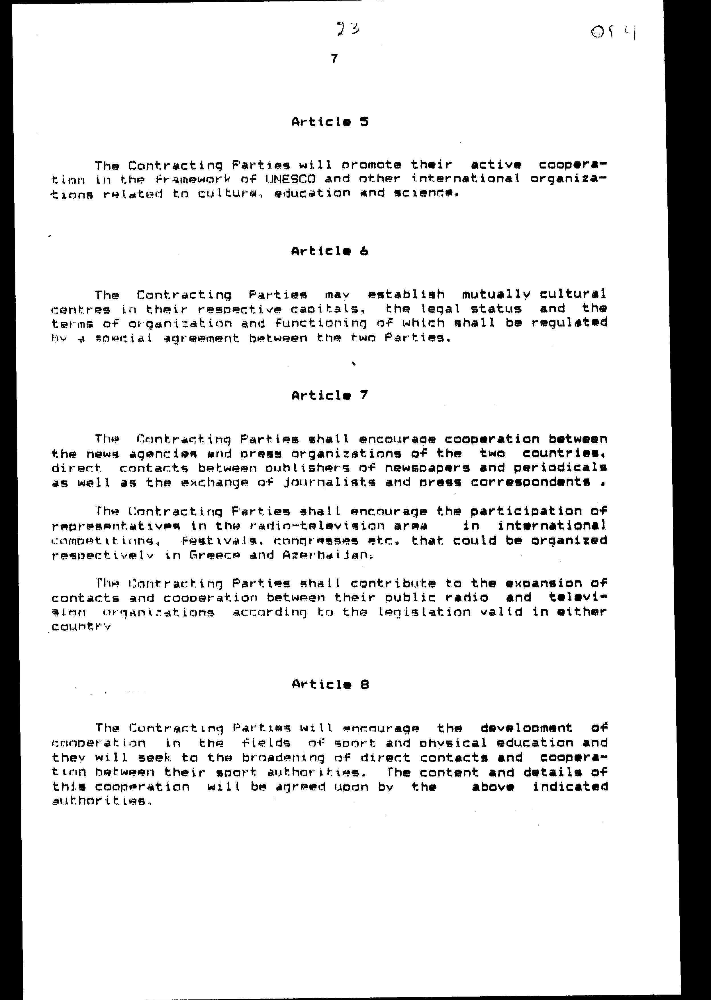 23
7
Article 5
The Contracting Parties will promote their active coopera-
tion in the framework of UNESCO and other international organiza-
tions related to culture, education and science.
Article 6
The Contracting Parties may establish mutually cultural
centres in their respective capitals, the legal status and the
terms of organization and functioning of which shall be regulated
by a special agreement between the two Parties.
Article 7
The Contracting Parties shall encourage cooperation between
the news agencies and press organizations of the two countries,
direct contacts between publishers of newspapers and periodicals
as well as the exchange of journalists and press correspondents .
The Contracting Parties shall encourage the participation of
representatives in the radio-television area in international
competitions, festivals, congresses etc. that could be organized
respectively in Greece and Azerbaijan.
The Contracting Parties shall contribute to the expansion of
contacts and cooperation between their public radio and televi-
sion organizations according to the legislation valid in either
country
Article 8
The Contracting Parties will encourage the development of
cooperation in the fields of sport and physical education and
they will seek to the broadening of direct contacts and coopera-
tion between their sport authorities. The content and details of
this cooperation will be agreed upon by the above indicated
authorities.